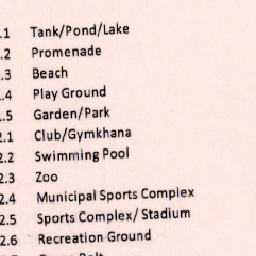 .1 Tank/Pond/Lake
.2 Promenade
.3 Beach
.4 Play Ground
.5 Garden/Park
2.1 Club/Gymkhana
2.2 Swimming Pool
2.3 Zoo
2.4 Municipal Sports Complex
2.5 Sports Complex/ Stadium
2.6 Recreation Ground